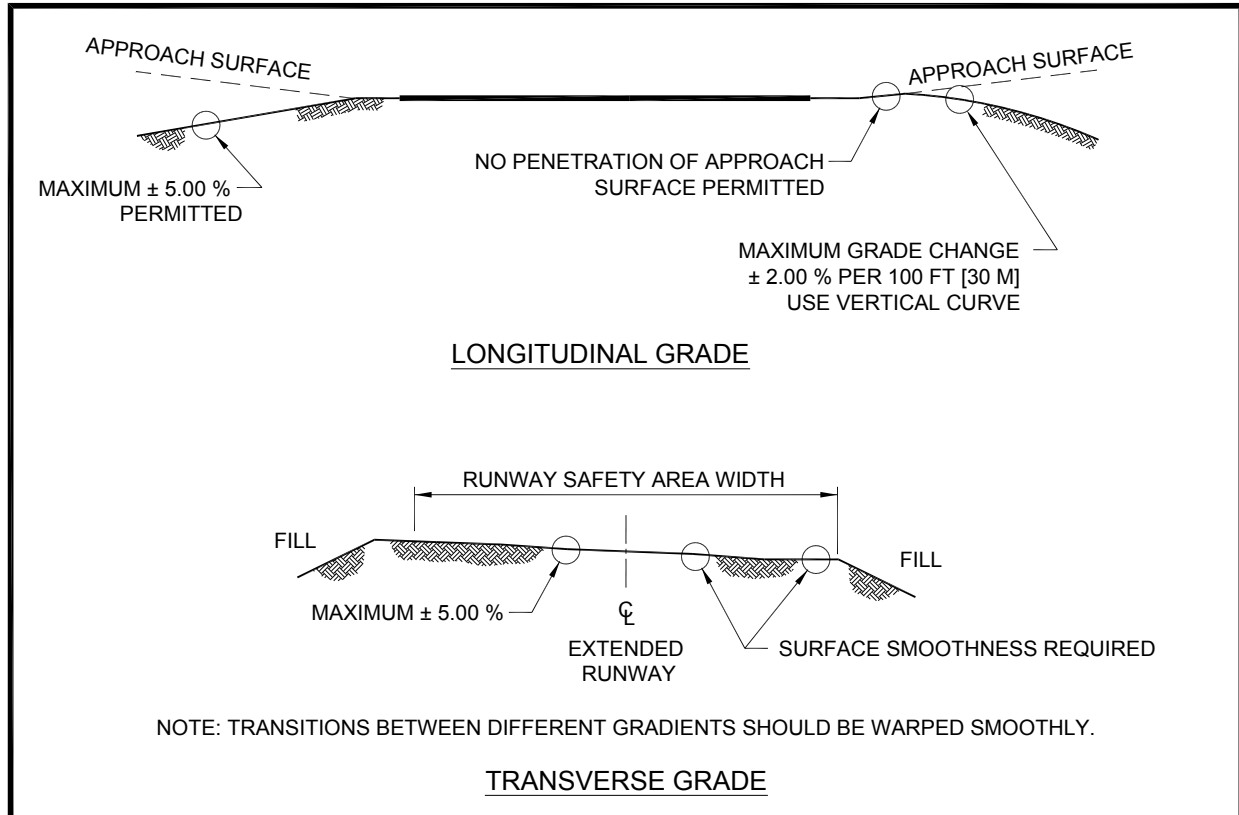 APPROACH SURFACE
APPROACH SURFACE
NO PENETRATION OF APPROACH
SURFACE PERMITTED
MAXIMUM ± 5.00 %
PERMITTED
MAXIMUM GRADE CHANGE
± 2.00 % PER 100 FT [30 M]
USE VERTICAL CURVE
LONGITUDINAL GRADE
RUNWAY SAFETY AREA WIDTH
FILL
FILL
MAXIMUM ± 5.00 %
℄
EXTENDED
RUNWAY
SURFACE SMOOTHNESS REQUIRED
NOTE: TRANSITIONS BETWEEN DIFFERENT GRADIENTS SHOULD BE WARPED SMOOTHLY.
TRANSVERSE GRADE